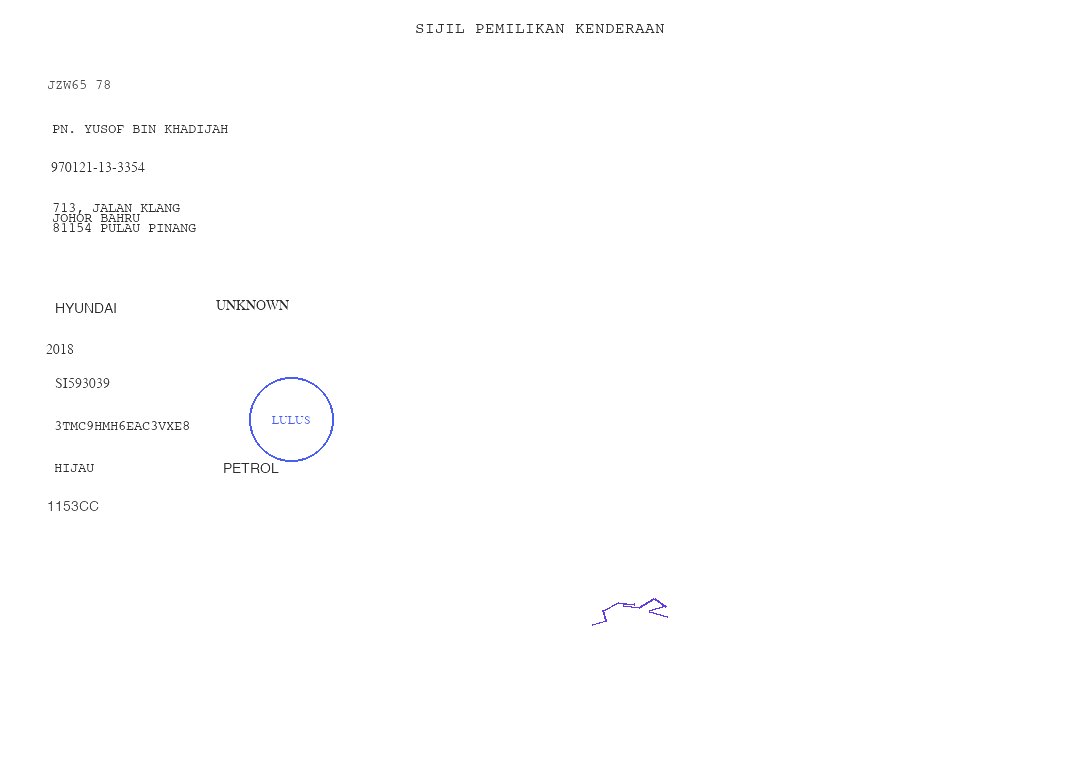 SIJIL PEMILIKAN KENDERAAN
JZW65 78
PN. YUSOF BIN KHADIJAH
970121-13-3354
713, JALAN KLANG
JOHOR BAHRU
81154 PULAU PINANG
HYUNDAI UNKNOWN
2018
SI593039
3TMC9HMH6EAC3VXE8
LULUS
HIJAU PETROL
1153CC